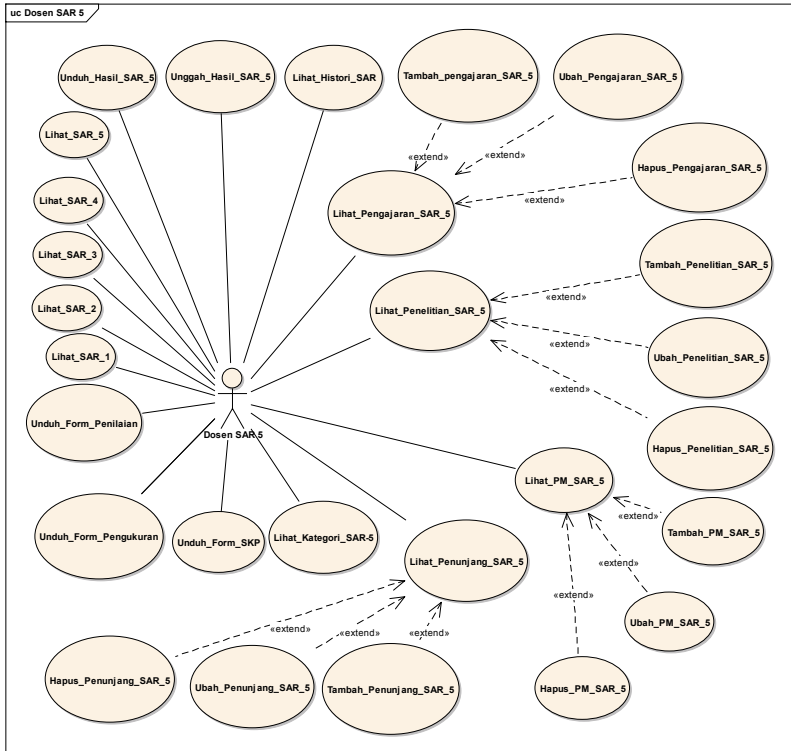 uc Dosen SAR 5
Unduh_Hasil_SAR_5
Unggah_Hasil_SAR_5
Lihat_Histori_SAR
Tambah_pengajaran_SAR_5
Ubah_Pengajaran_SAR_5
Lihat_SAR_5
«extend»
«extend»
Hapus_Pengajaran_SAR_5
«extend»
Lihat_SAR_4
Lihat_Pengajaran_SAR_5
Lihat_SAR_3
Tambah_Penelitian_SAR_5
«extend»
Lihat_SAR_2
Lihat_Penelitian_SAR_5
«extend»
Lihat_SAR_1
Ubah_Penelitian_SAR_5
«extend»
Unduh_Form_Penilaian
Dosen SAR 5
Hapus_Penelitian_SAR_5
Lihat_PM_SAR_5
«extend»
Tambah_PM_SAR_5
Unduh_Form_Pengukuran
Unduh_Form_SKP
Lihat_Kategori_SAR-5
Lihat_Penunjang_SAR_5
«extend»
«extend»
«extend»
«extend»
«extend»
Ubah_PM_SAR_5
Hapus_Penunjang_SAR_5
Ubah_Penunjang_SAR_5
Tambah_Penunjang_SAR_5
Hapus_PM_SAR_5